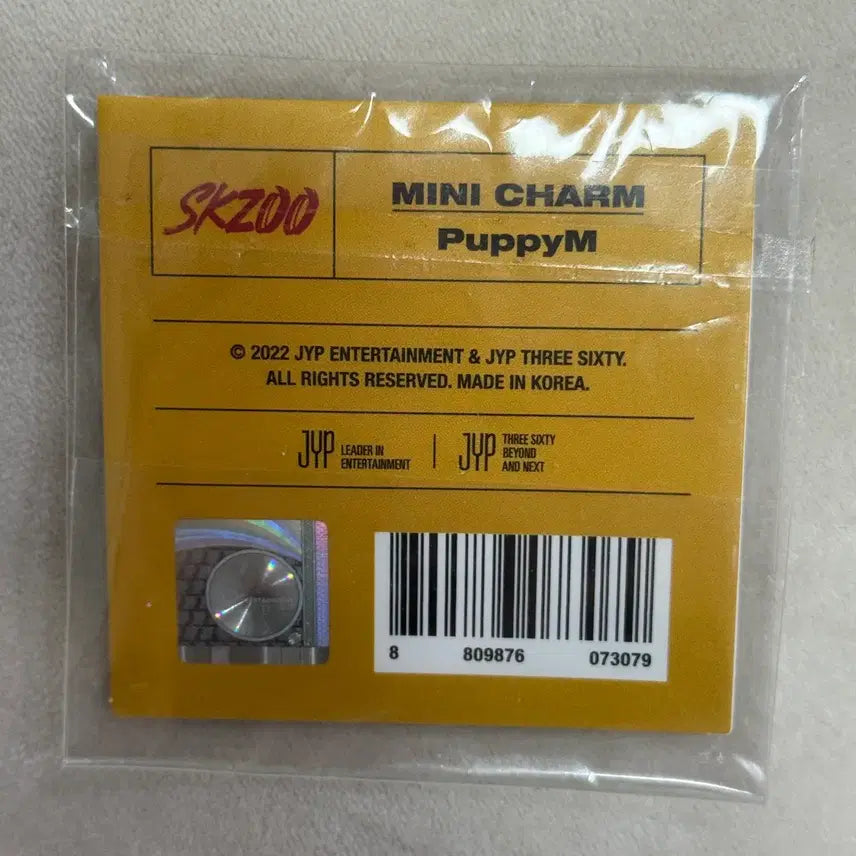 SKZOO
MINI CHARM
PuppyM
© 2022 JYP ENTERTAINMENT & JYP THREE SIXTY.
ALL RIGHTS RESERVED. MADE IN KOREA.
JYP
LEADER IN
ENTERTAINMENT
JYP
THREE SIXTY
BEYOND
AND NEXT
8 809876 073079